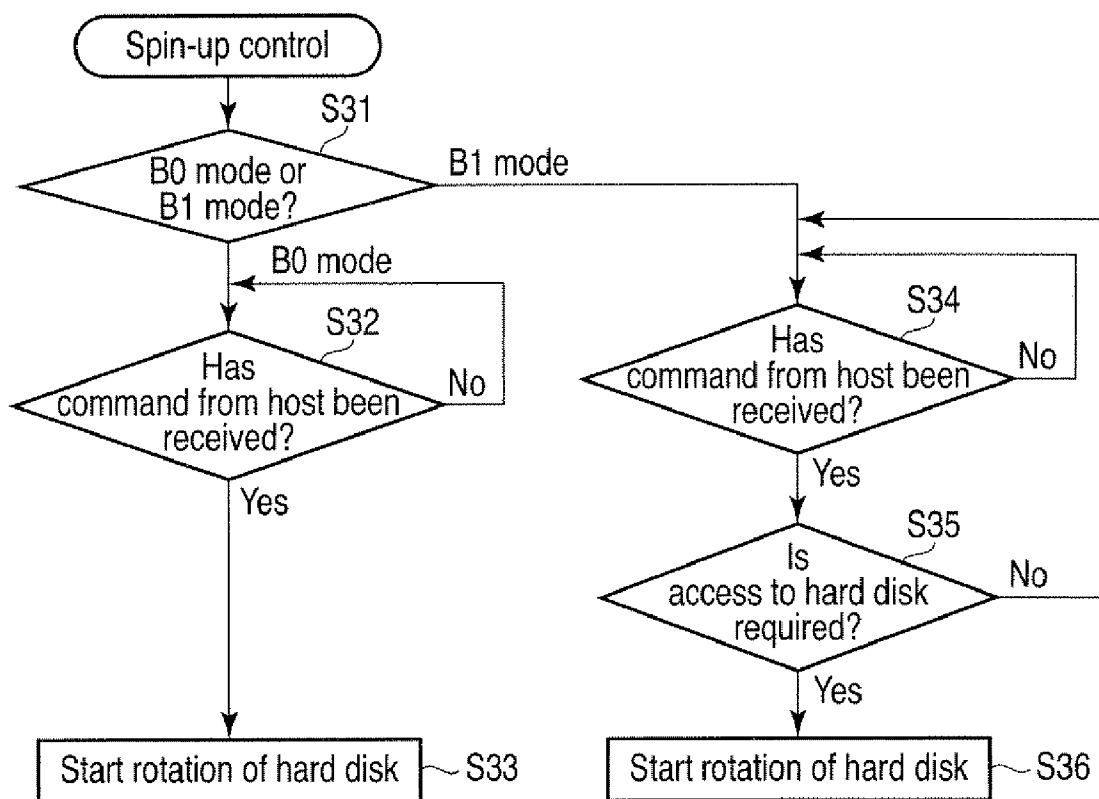 Spin-up control
S31
B0 mode or
B1 mode?
B1 mode
B0 mode
S32
Has
command from host been
received?
No
Yes
Start rotation of hard disk
S33
S34
Has
command from host been
received?
No
Yes
S35
Is
access to hard disk
required?
No
Yes
Start rotation of hard disk
S36